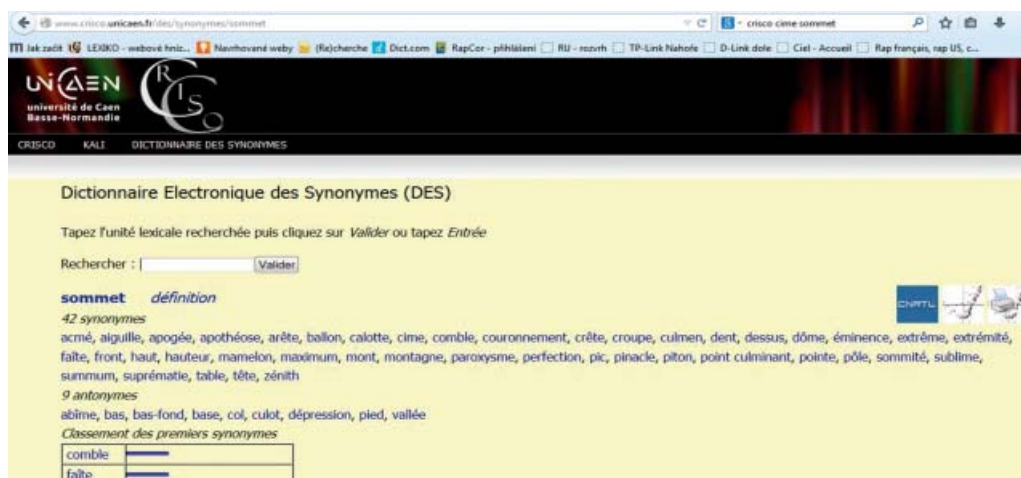 www.crisco.unicaen.fr/des/synonymes/sommet
crisco cime sommet
Jak zadit LEXIKO - webové hniz... Navrhované weby (Re)cherche Dict.com RapCor - přihlášení RU - rozvrh TP-Link Nahoře D-Link dole Ciel - Accueil Rap français, rap US, c...
UNICAEN
université de Caen
Basse-Normandie
CRISCO
CRISCO KALI DICTIONNAIRE DES SYNONYMES
Dictionnaire Electronique des Synonymes (DES)
Tapez l'unité lexicale recherchée puis cliquez sur Valider ou tapez Entrée
Rechercher : Valider
sommet définition
CNRTL
42 synonymes
acmé, aiguille, apogée, apothéose, arête, ballon, calotte, cime, comble, couronnement, crête, croupe, culmen, dent, dessus, dôme, éminence, extrême, extrémité,
faîte, front, haut, hauteur, mamelon, maximum, mont, montagne, paroxysme, perfection, pic, pinacle, piton, point culminant, pointe, pôle, sommité, sublime,
summum, suprématie, table, tête, zénith
9 antonymes
abîme, bas, bas-fond, base, col, culot, dépression, pied, vallée
Classement des premiers synonymes
comble
faîte